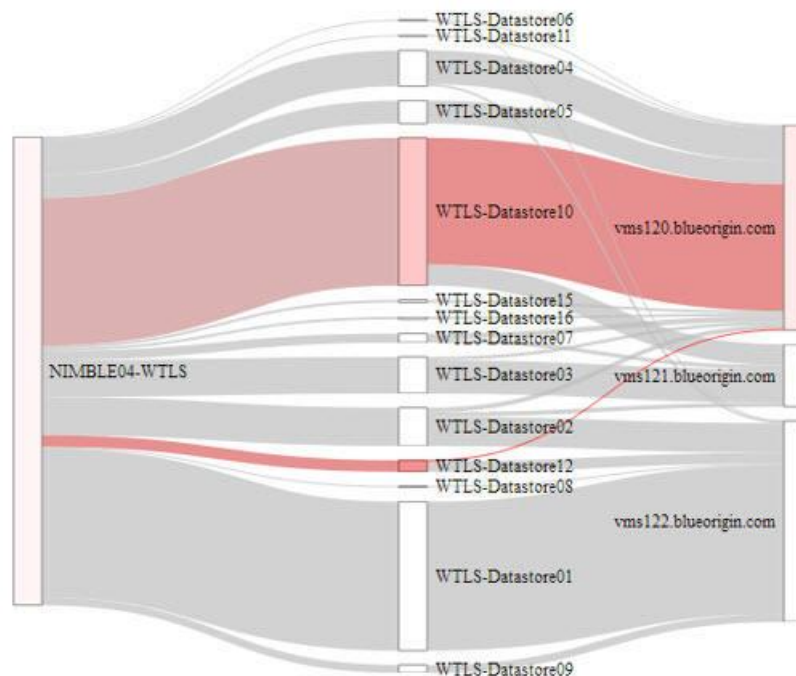 WTLS-Datastore06
WTLS-Datastore11
WTLS-Datastore04
WTLS-Datastore05
WTLS-Datastore10
vms120.blueorigin.com
WTLS-Datastore15
WTLS-Datastore16
WTLS-Datastore07
NIMBLE04-WTLS
WTLS-Datastore03
vms121.blueorigin.com
WTLS-Datastore02
WTLS-Datastore12
WTLS-Datastore08
vms122.blueorigin.com
WTLS-Datastore01
WTLS-Datastore09